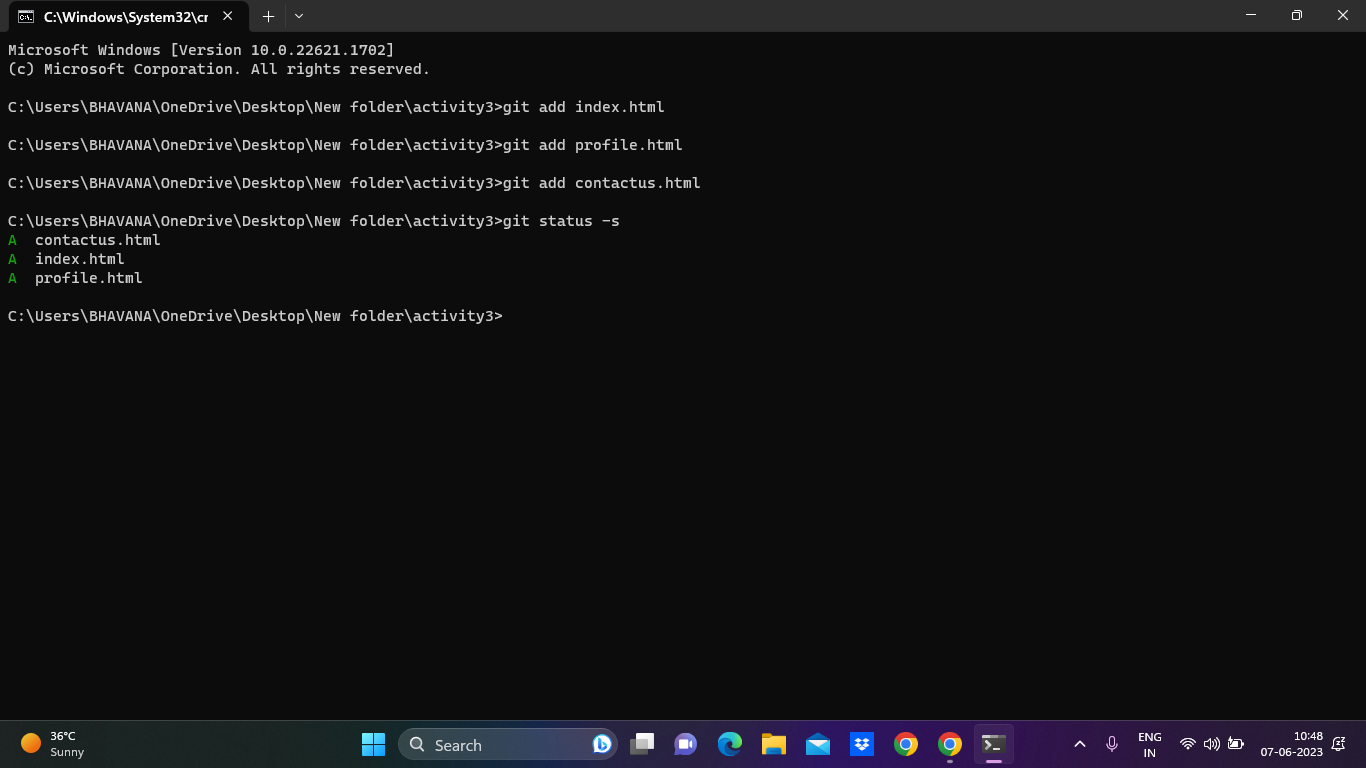 C:\Windows\System32\cr
Microsoft Windows [Version 10.0.22621.1702]
(c) Microsoft Corporation. All rights reserved.
C:\Users\BHAVANA\OneDrive\Desktop\New folder\activity3>git add index.html
C:\Users\BHAVANA\OneDrive\Desktop\New folder\activity3>git add profile.html
C:\Users\BHAVANA\OneDrive\Desktop\New folder\activity3>git add contactus.html
C:\Users\BHAVANA\OneDrive\Desktop\New folder\activity3>git status -s
A  contactus.html
A  index.html
A  profile.html
C:\Users\BHAVANA\OneDrive\Desktop\New folder\activity3>
36°C
Sunny
Search
ENG
IN
10:48
07-06-2023